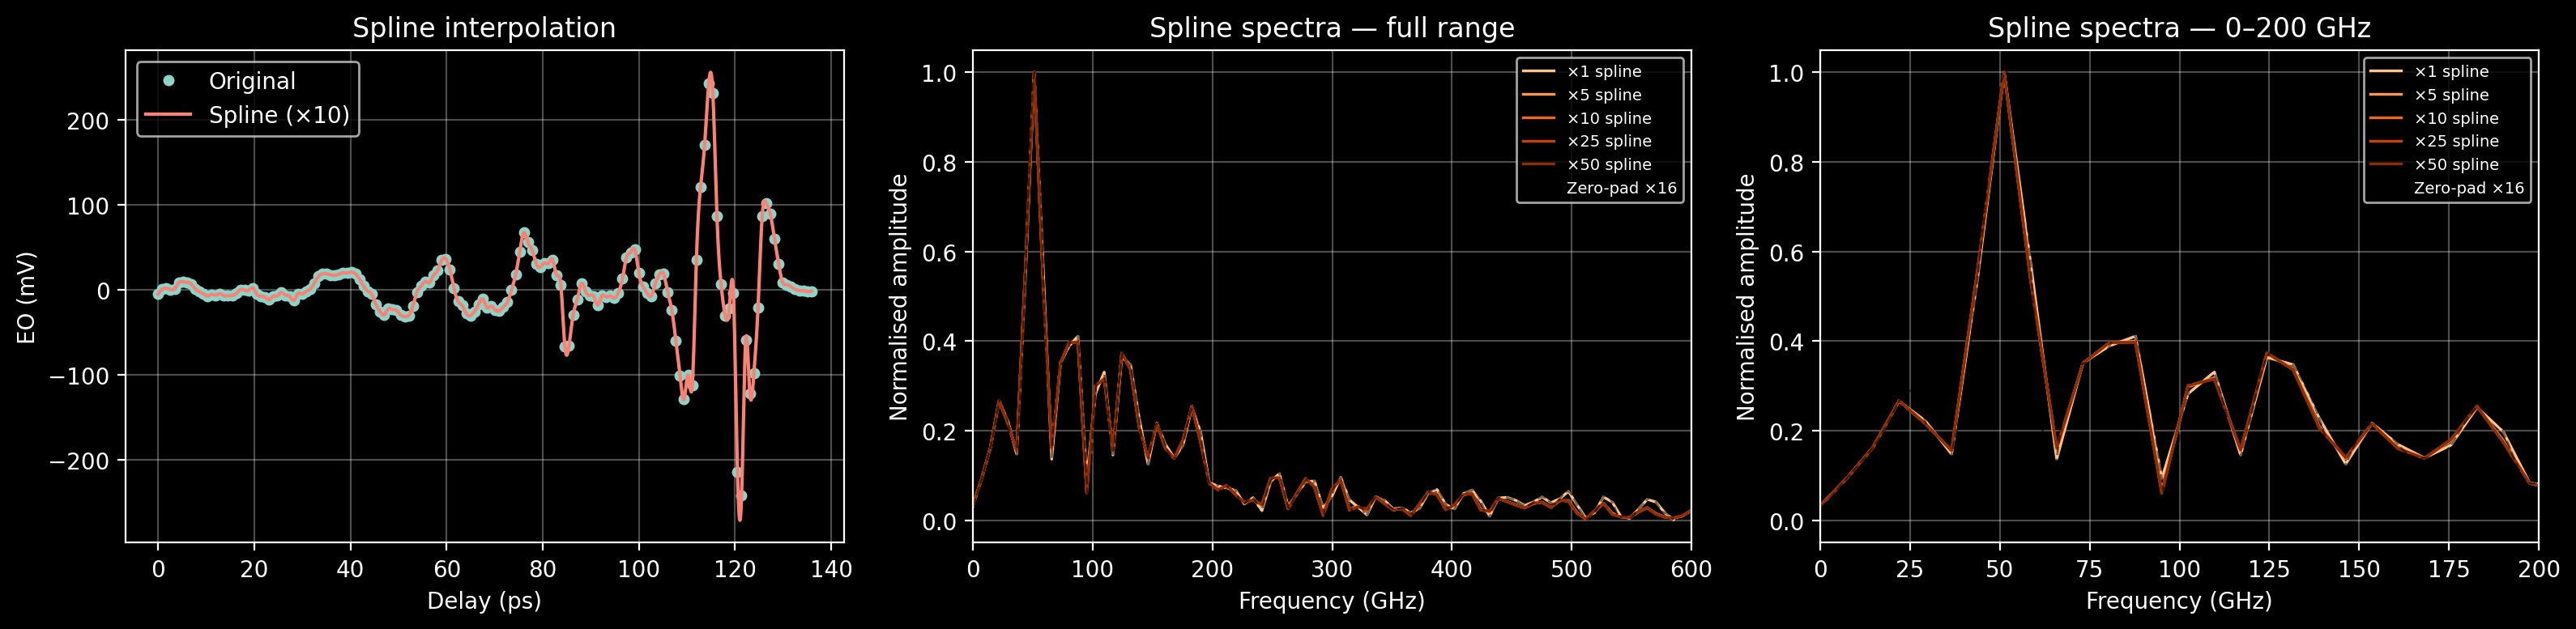 Spline interpolation
Original
Spline (×10)
EO (mV)
200
100
0
−100
−200
0 20 40 60 80 100 120 140
Delay (ps)
Spline spectra — full range
×1 spline
×5 spline
×10 spline
×25 spline
×50 spline
Zero-pad ×16
Normalised amplitude
1.0
0.8
0.6
0.4
0.2
0.0
0 100 200 300 400 500 600
Frequency (GHz)
Spline spectra — 0–200 GHz
×1 spline
×5 spline
×10 spline
×25 spline
×50 spline
Zero-pad ×16
Normalised amplitude
1.0
0.8
0.6
0.4
0.2
0.0
0 25 50 75 100 125 150 175 200
Frequency (GHz)